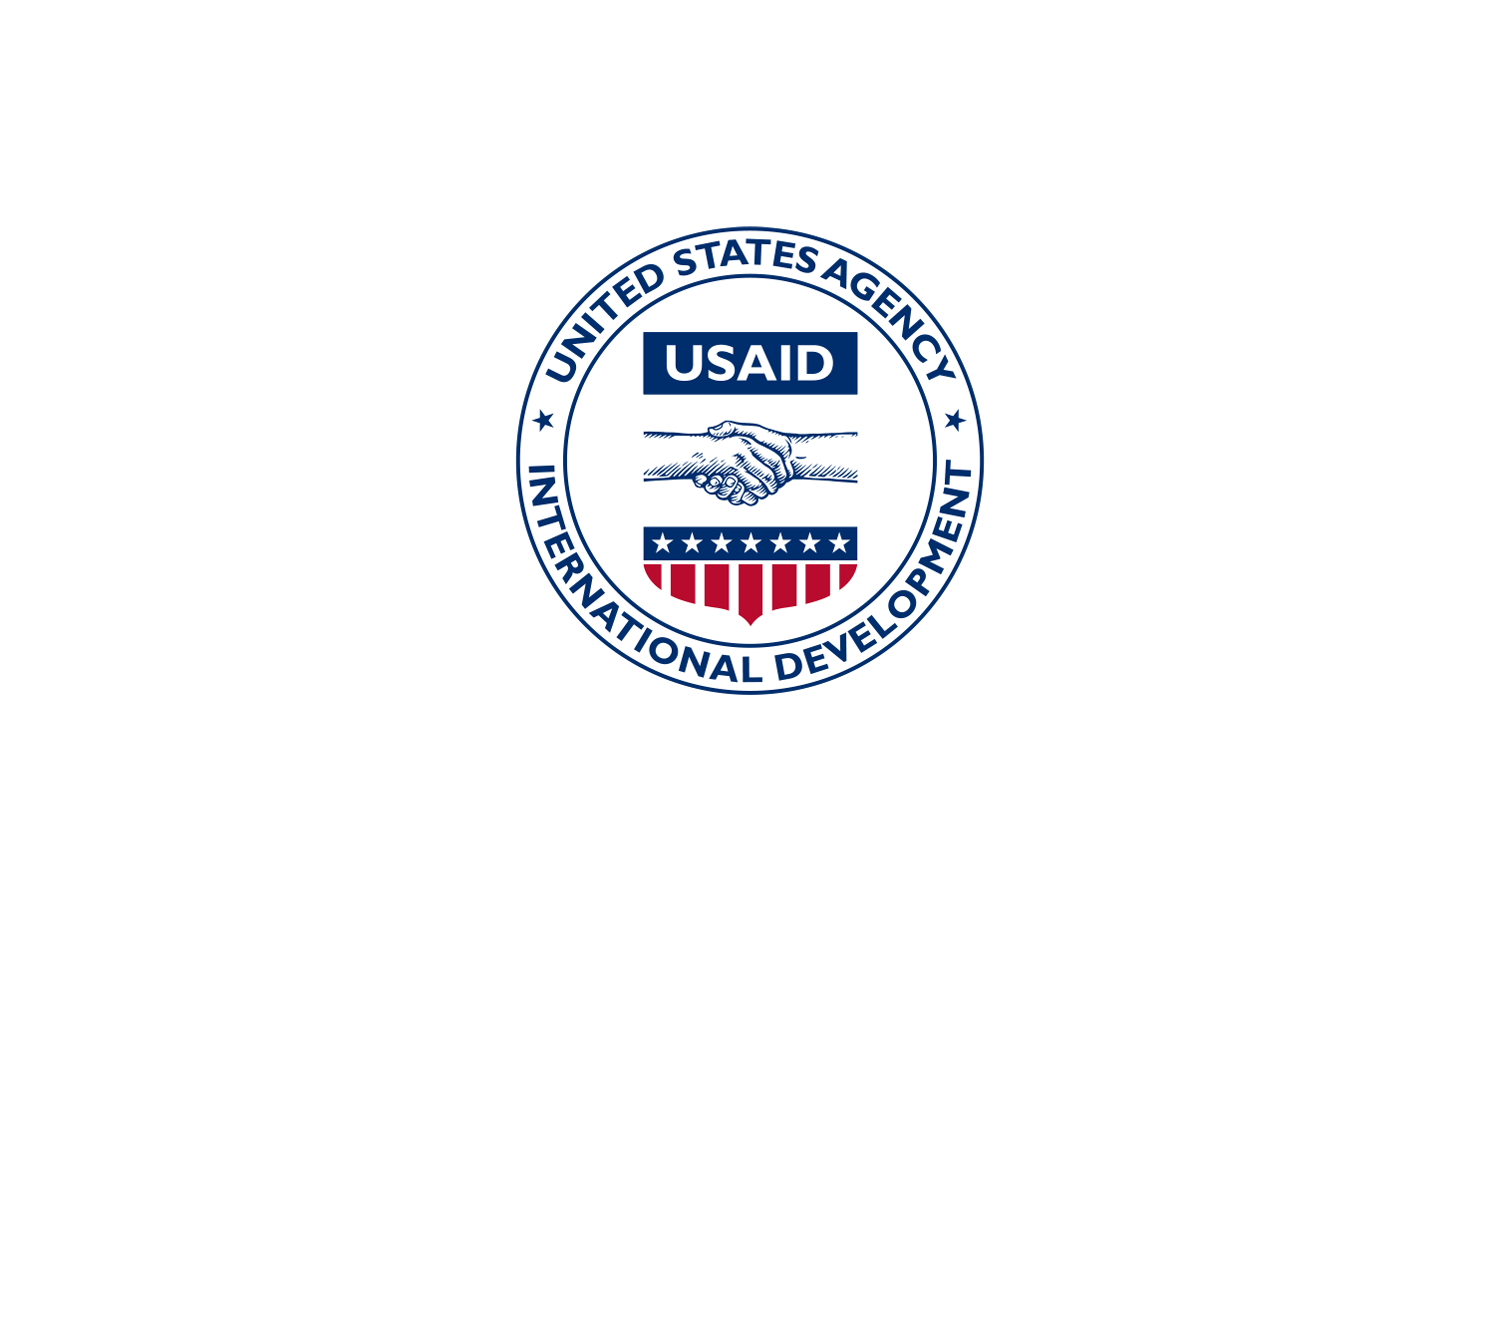 UNITED STATES AGENCY
USAID
INTERNATIONAL DEVELOPMENT